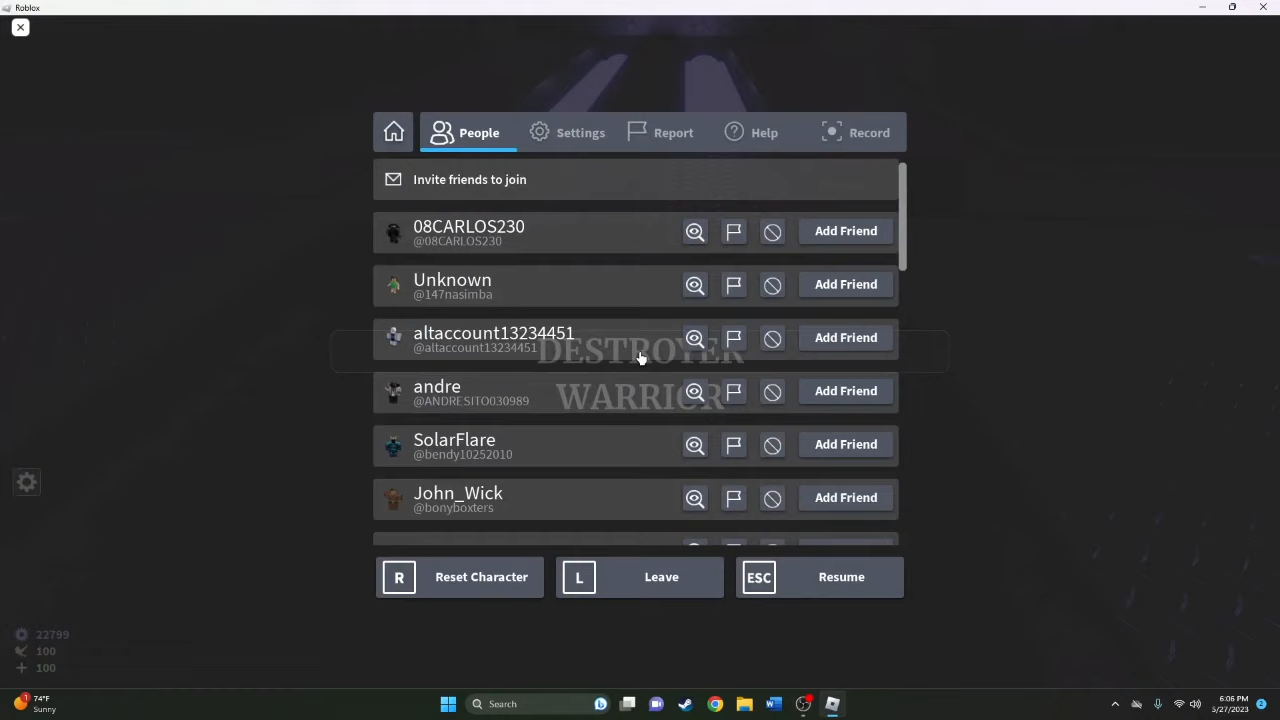 Roblox
People
Settings
Report
Help
Record
Invite friends to join
08CARLOS230
@08CARLOS230
Add Friend
Unknown
@147nasimba
Add Friend
altaccount13234451
@altaccount13234451
Add Friend
DESTROYER
WARRIOR
andre
@ANDRESITO030989
Add Friend
SolarFlare
@bendy10252010
Add Friend
John_Wick
@bonyboxters
Add Friend
R Reset Character
L Leave
ESC Resume
22799
100
100
1
74°F
Sunny
Search
W
6:06 PM
5/27/2023
2